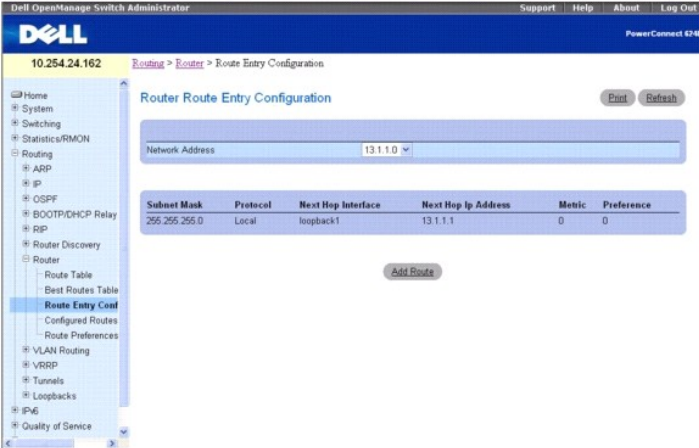 Dell OpenManage Switch Administrator
Support Help About Log Out
DELL
PowerConnect 624
10.254.24.162
Routing > Router > Route Entry Configuration
Home
System
Switching
Statistics/RMON
Routing
ARP
IP
OSPF
BOOTP/DHCP Relay
RIP
Router Discovery
Router
Route Table
Best Routes Table
Route Entry Conf
Configured Routes
Route Preferences
VLAN Routing
VRRP
Tunnels
Loopbacks
IPv6
Quality of Service
Router Route Entry Configuration
Print Refresh
Network Address 13.1.1.0
Subnet Mask Protocol Next Hop Interface Next Hop Ip Address Metric Preference
255.255.255.0 Local loopback1 13.1.1.1 0 0
Add Route